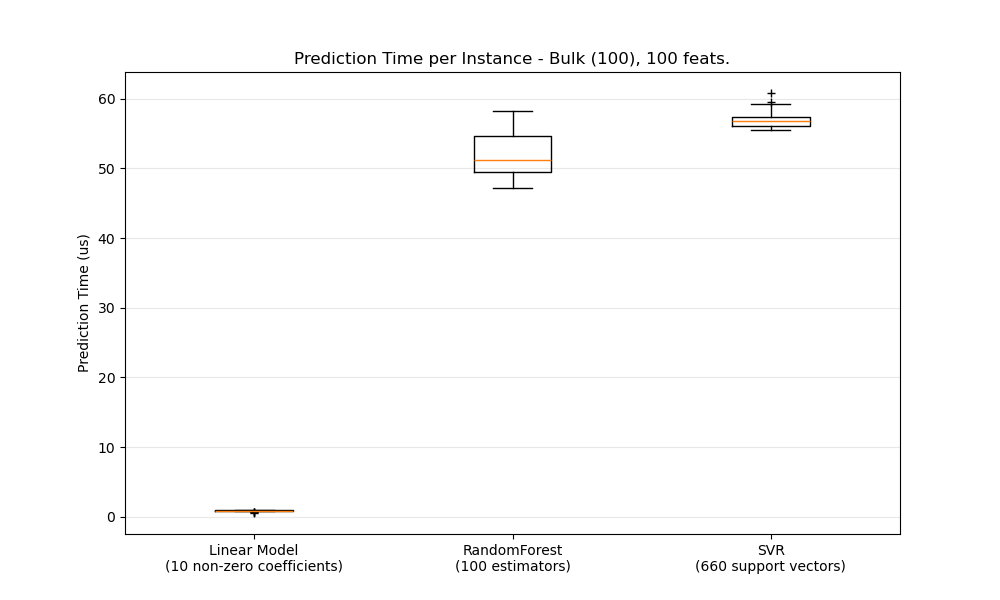 Prediction Time per Instance - Bulk (100), 100 feats.
Prediction Time (us)
60
50
40
30
20
10
0
Linear Model
(10 non-zero coefficients)
RandomForest
(100 estimators)
SVR
(660 support vectors)